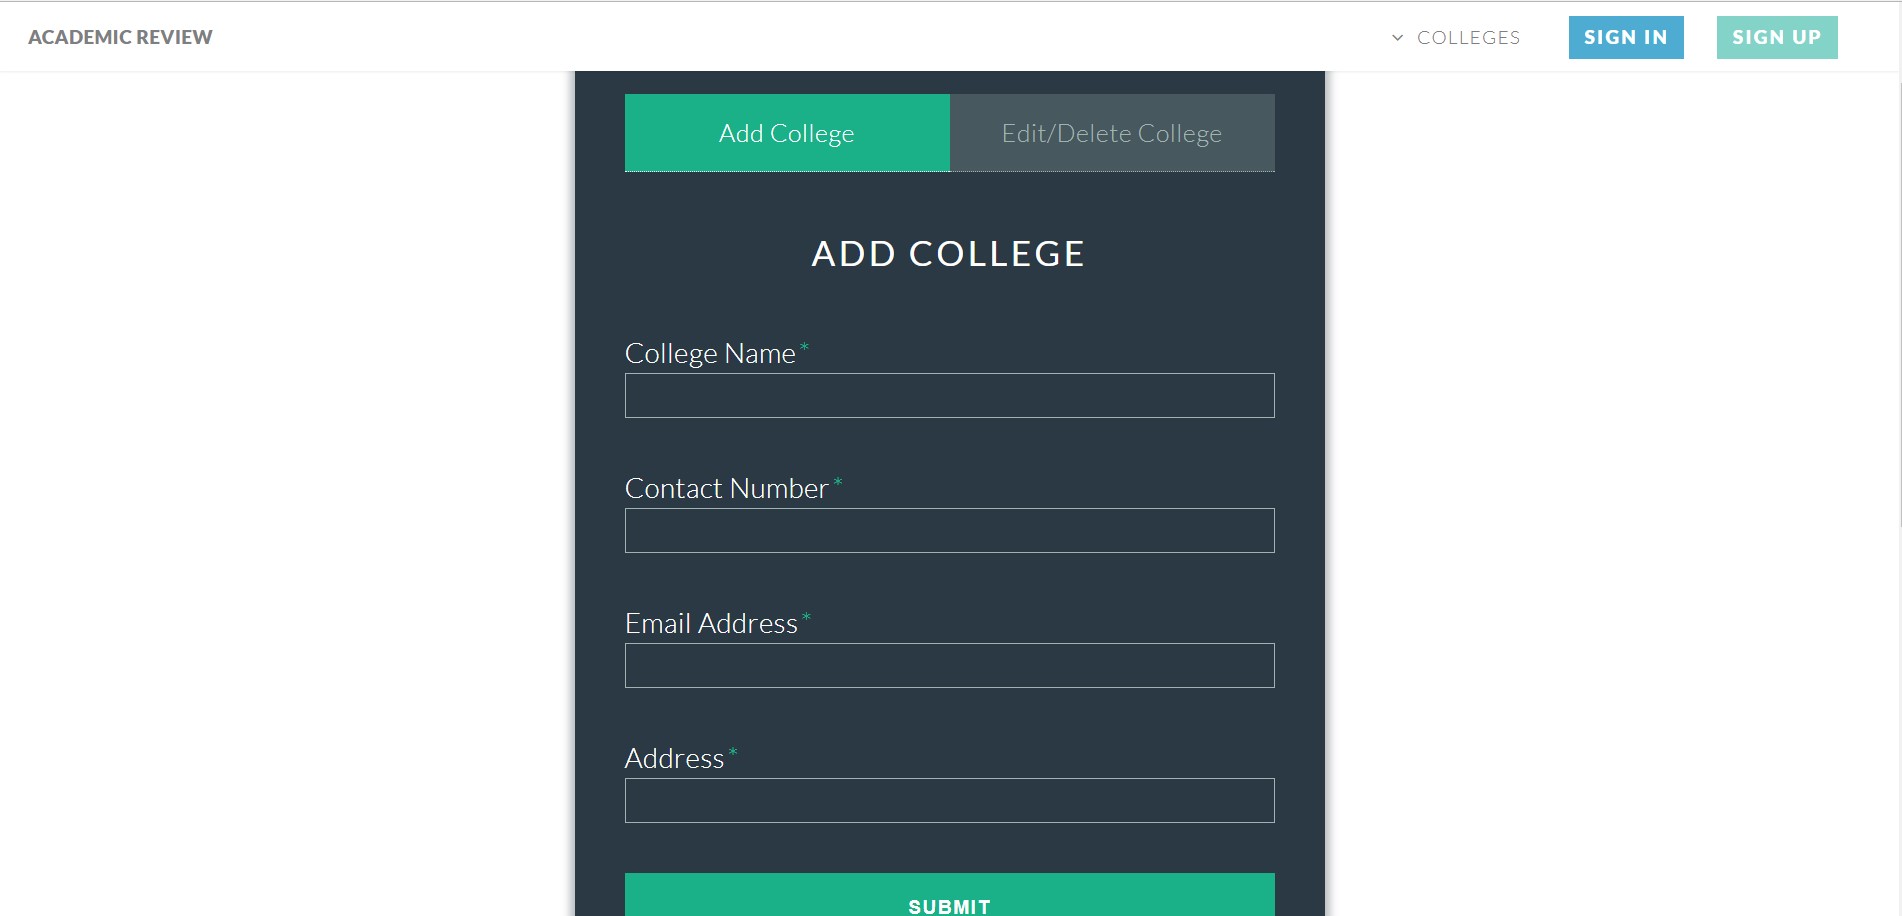 ACADEMIC REVIEW
COLLEGES
SIGN IN
SIGN UP
Add College
Edit/Delete College
ADD COLLEGE
College Name*
Contact Number*
Email Address*
Address*
SUBMIT